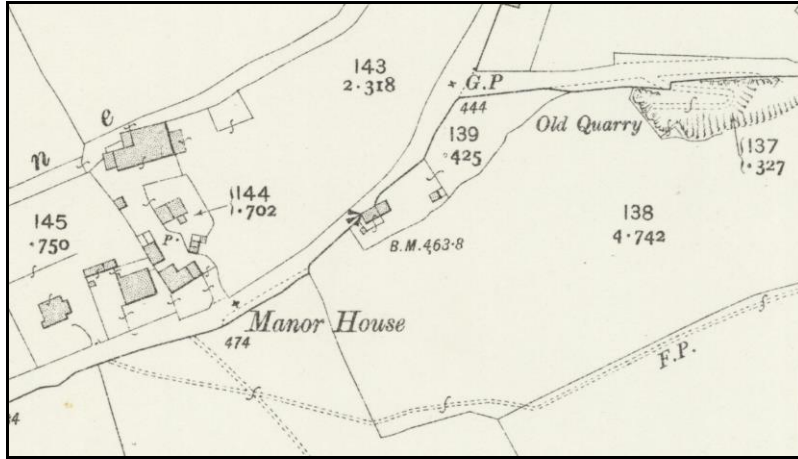 143
2·318
G.P
444
Old Quarry
139
·425
137
·327
n e
144
·702
138
4·742
145
·750
P.
B.M. 463·8
Manor House
474
F.P.